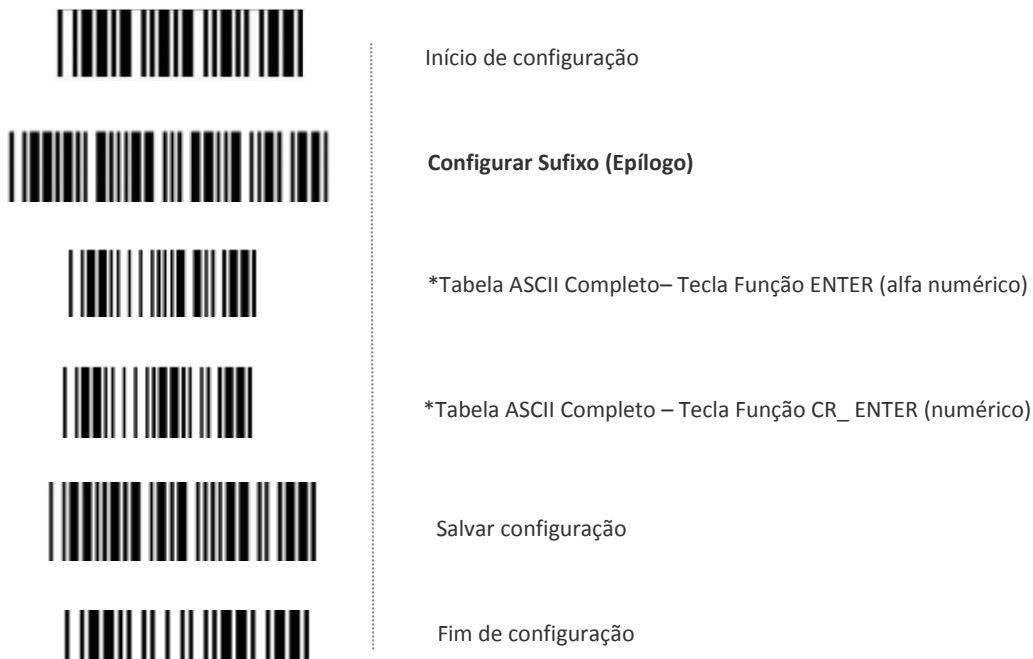 Início de configuração
Configurar Sufixo (Epílogo)
*Tabela ASCII Completo– Tecla Função ENTER (alfa numérico)
*Tabela ASCII Completo – Tecla Função CR_ ENTER (numérico)
Salvar configuração
Fim de configuração